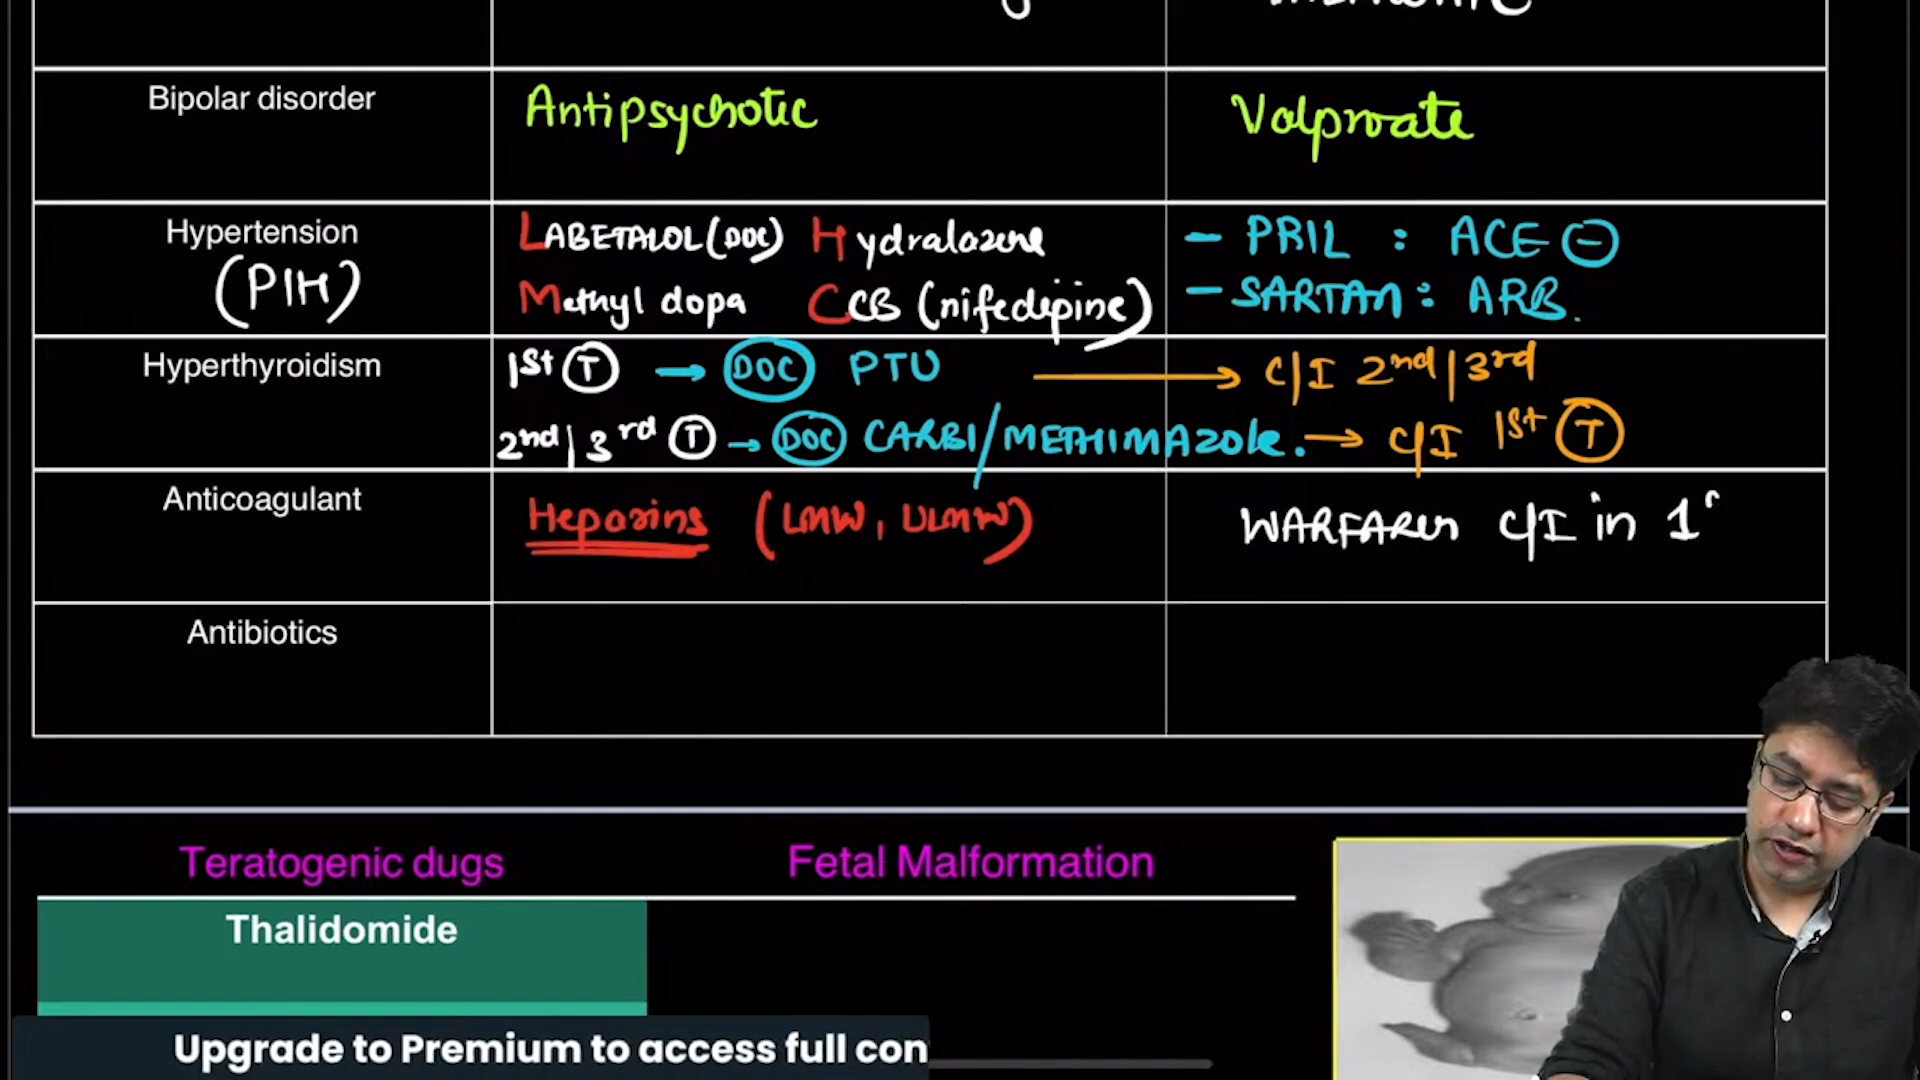 Bipolar disorder
Antipsychotic
Valproate
Hypertension
(PIH)
LABETALOL (DOC) Hydralazene
Methyl dopa CCB (nifedipine)
- PRIL : ACE ⊖
- SARTAN : ARB.
Hyperthyroidism
1st Ⓣ → DOC PTU → C/I 2nd/3rd
2nd/3rd Ⓣ → DOC CARBI/METHIMAZOLE. → C/I 1st Ⓣ
Anticoagulant
Heparins (LMW, ULMW)
WARFARIN C/I in 1
Antibiotics
Teratogenic dugs
Fetal Malformation
Thalidomide
Upgrade to Premium to access full con